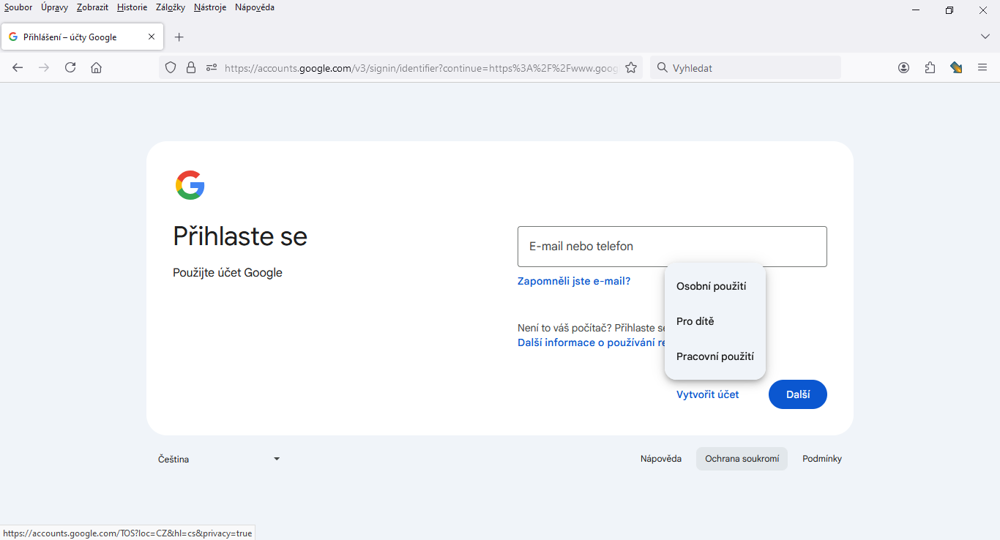 Soubor Úpravy Zobrazit Historie Záložky Nástroje Nápověda
Přihlášení – účty Google
https://accounts.google.com/v3/signin/identifier?continue=https%3A%2F%2Fwww.goog
Vyhledat
Přihlaste se
Použijte účet Google
E-mail nebo telefon
Zapomněli jste e-mail?
Osobní použití
Pro dítě
Není to váš počítač? Přihlaste se
Další informace o používání re
Pracovní použití
Vytvořit účet
Další
Čeština
Nápověda Ochrana soukromí Podmínky
https://accounts.google.com/TOS?loc=CZ&hl=cs&privacy=true